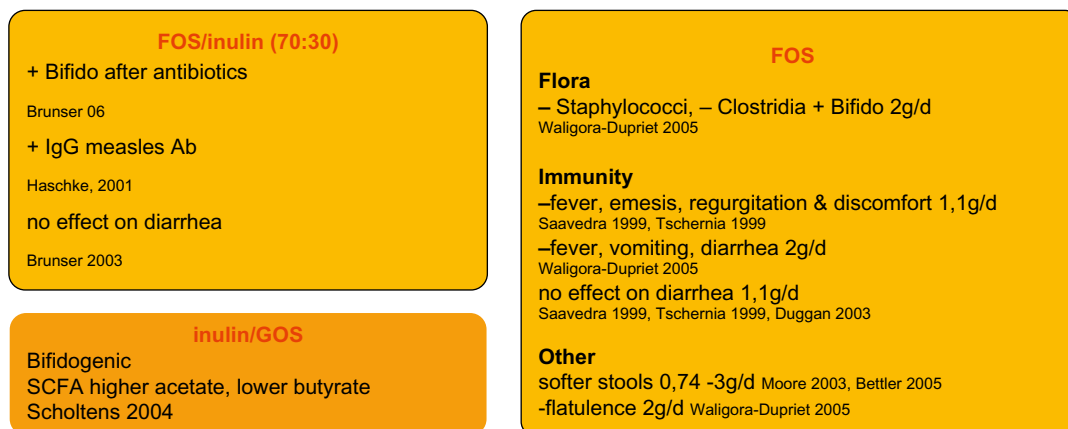 FOS/inulin (70:30)
+ Bifido after antibiotics
Brunser 06
+ IgG measles Ab
Haschke, 2001
no effect on diarrhea
Brunser 2003
inulin/GOS
Bifidogenic
SCFA higher acetate, lower butyrate
Scholtens 2004
FOS
Flora
– Staphylococci, – Clostridia + Bifido 2g/d
Waligora-Dupriet 2005
Immunity
–fever, emesis, regurgitation & discomfort 1,1g/d
Saavedra 1999, Tschernia 1999
–fever, vomiting, diarrhea 2g/d
Waligora-Dupriet 2005
no effect on diarrhea 1,1g/d
Saavedra 1999, Tschernia 1999, Duggan 2003
Other
softer stools 0,74 -3g/d Moore 2003, Bettler 2005
-flatulence 2g/d Waligora-Dupriet 2005